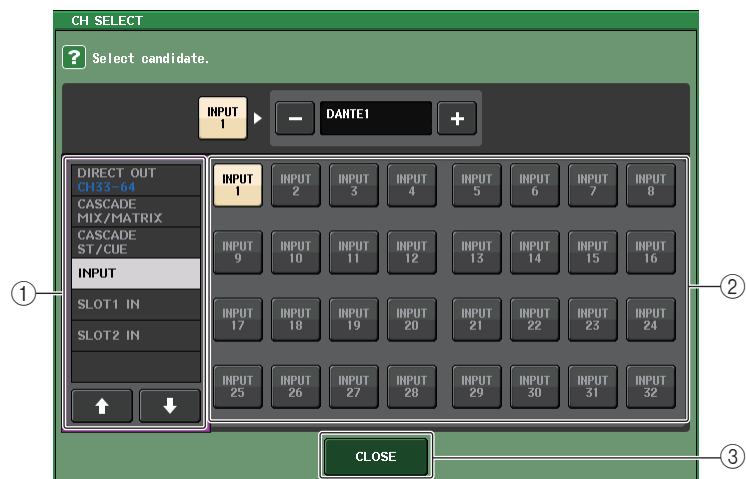 CH SELECT
? Select candidate.
INPUT
1
−
DANTE1
+
DIRECT OUT
CH33-64
CASCADE
MIX/MATRIX
CASCADE
ST/CUE
INPUT
SLOT1 IN
SLOT2 IN
INPUT 1 INPUT 2 INPUT 3 INPUT 4 INPUT 5 INPUT 6 INPUT 7 INPUT 8
INPUT 9 INPUT 10 INPUT 11 INPUT 12 INPUT 13 INPUT 14 INPUT 15 INPUT 16
INPUT 17 INPUT 18 INPUT 19 INPUT 20 INPUT 21 INPUT 22 INPUT 23 INPUT 24
INPUT 25 INPUT 26 INPUT 27 INPUT 28 INPUT 29 INPUT 30 INPUT 31 INPUT 32
CLOSE
①
②
③